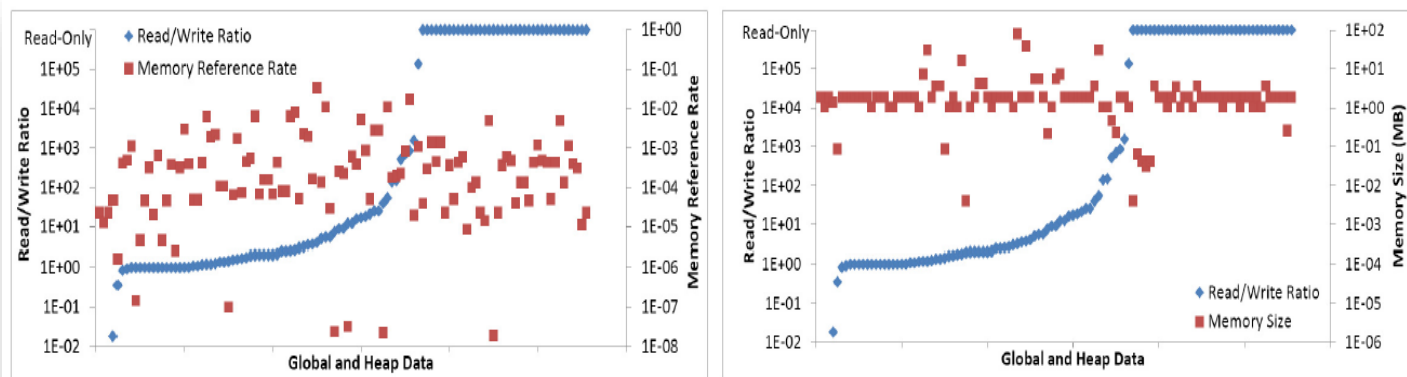 Read-Only
Read/Write Ratio
Memory Reference Rate
1E+05
1E+04
1E+03
1E+02
1E+01
1E+00
1E-01
1E-02
Read/Write Ratio
1E+00
1E-01
1E-02
1E-03
1E-04
1E-05
1E-06
1E-07
1E-08
Memory Reference Rate
Global and Heap Data
Read-Only
1E+05
1E+04
1E+03
1E+02
1E+01
1E+00
1E-01
1E-02
Read/Write Ratio
Read/Write Ratio
Memory Size
1E+02
1E+01
1E+00
1E-01
1E-02
1E-03
1E-04
1E-05
1E-06
Memory Size (MB)
Global and Heap Data